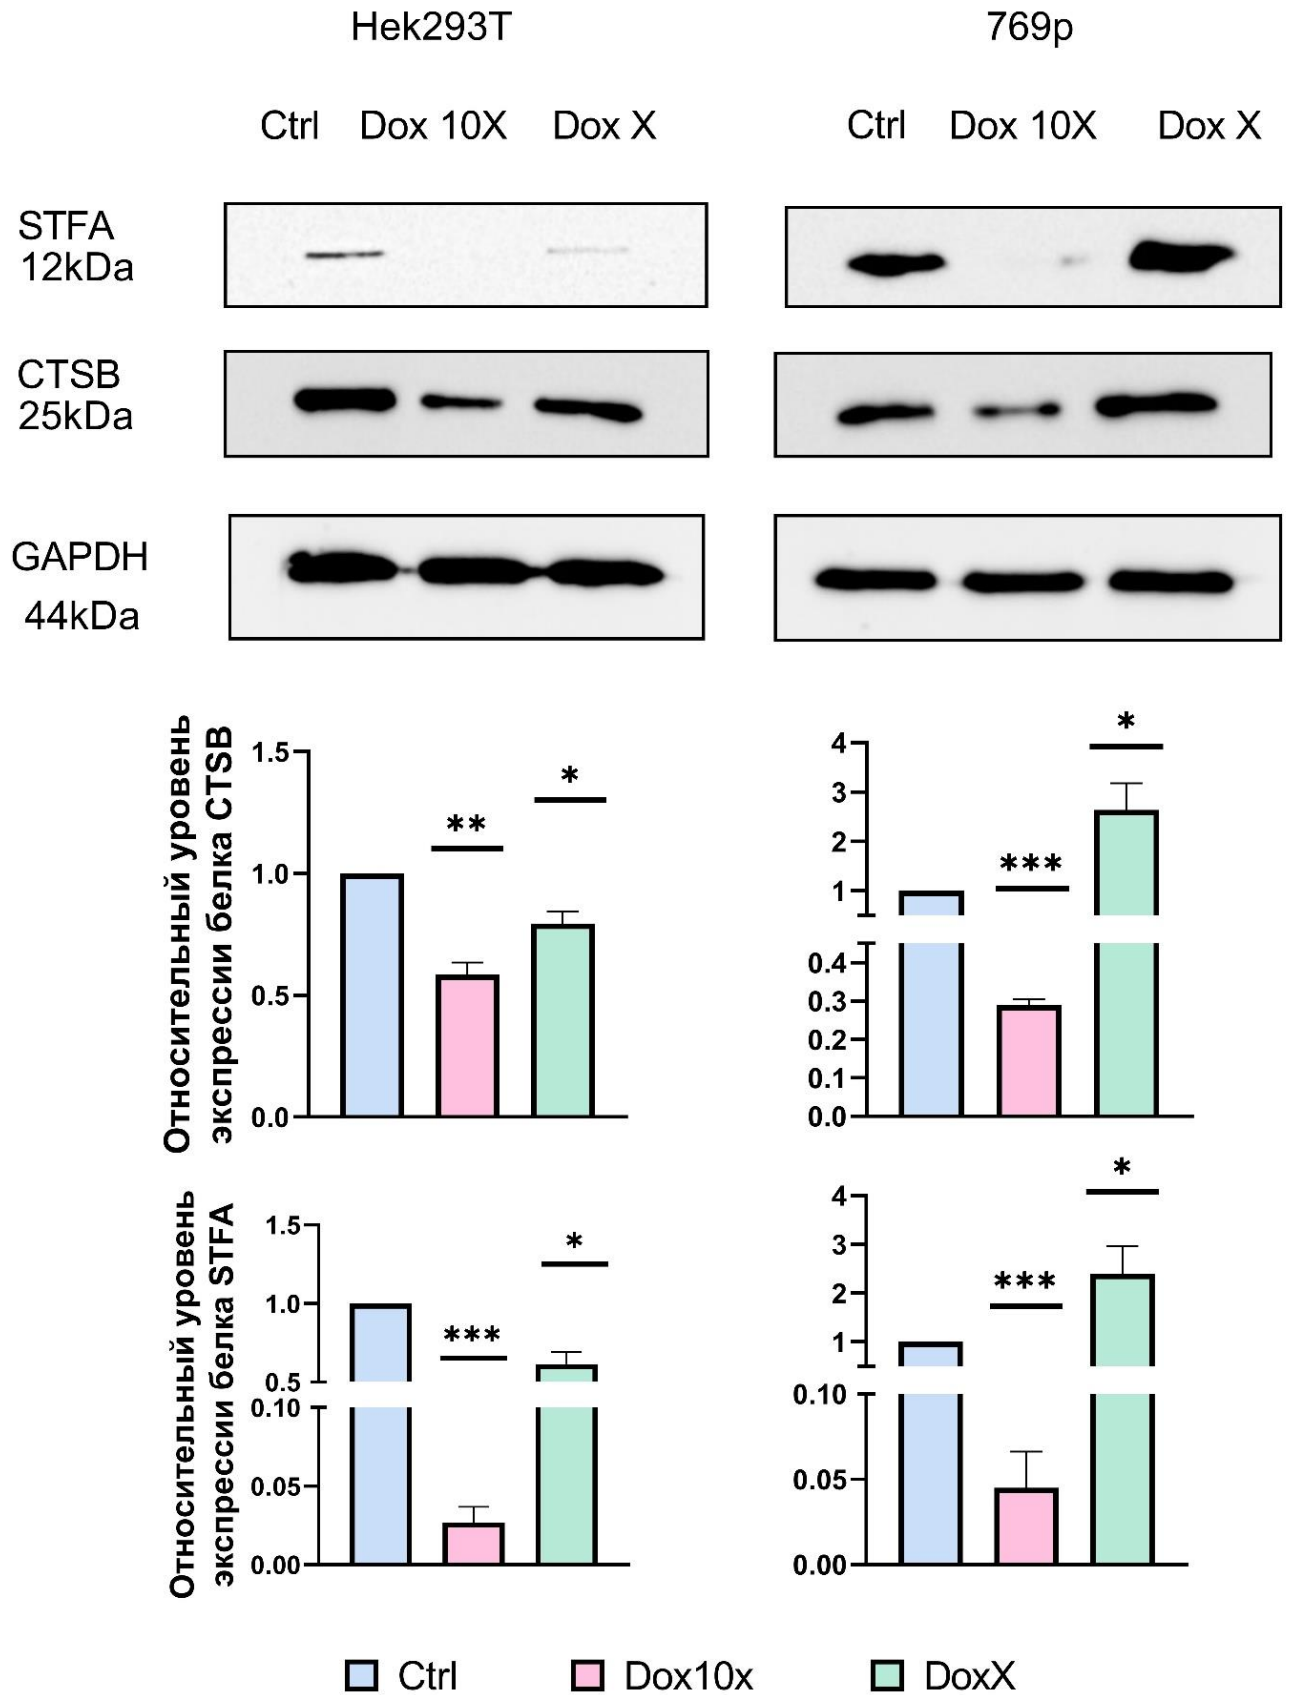 Hek293T 769p
Ctrl Dox 10X Dox X Ctrl Dox 10X Dox X
STFA
12kDa
CTSB
25kDa
GAPDH
44kDa
Относительный уровень
экспрессии белка CTSB
1.5
1.0
0.5
0.0
**
*
4
3
2
1
0.4
0.3
0.2
0.1
0.0
***
*
Относительный уровень
экспрессии белка STFA
1.5
1.0
0.5
0.10
0.05
0.00
***
*
4
3
2
1
0.10
0.05
0.00
***
*
Ctrl Dox10x DoxX